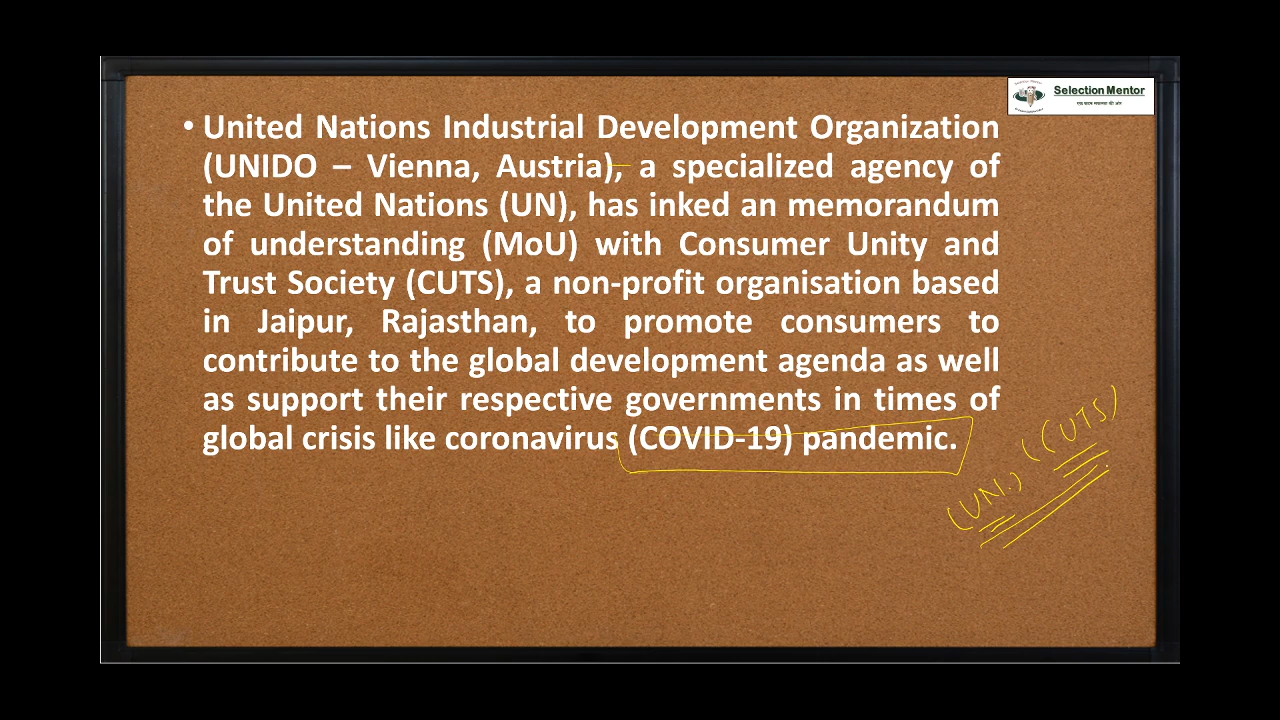 Selection Mentor
• United Nations Industrial Development Organization
(UNIDO – Vienna, Austria), a specialized agency of
the United Nations (UN), has inked an memorandum
of understanding (MoU) with Consumer Unity and
Trust Society (CUTS), a non-profit organisation based
in Jaipur, Rajasthan, to promote consumers to
contribute to the global development agenda as well
as support their respective governments in times of
global crisis like coronavirus (COVID-19) pandemic.
(UN.) (CUTS)